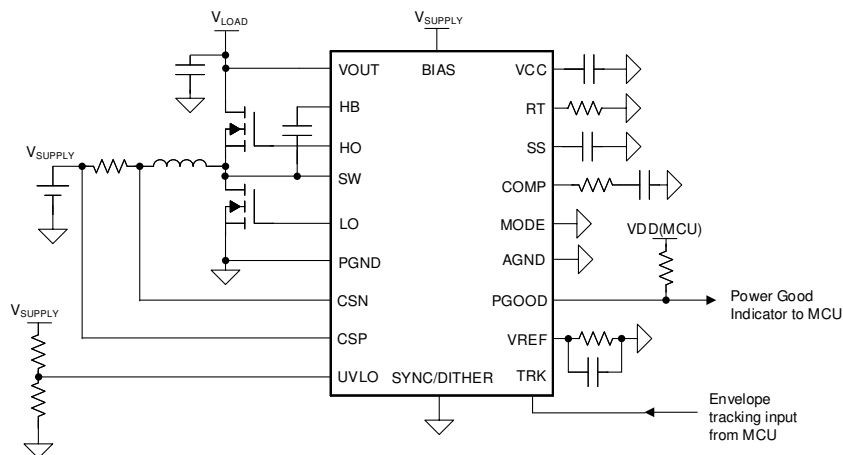 VLOAD
VSUPPLY
VOUT
BIAS
VCC
HB
RT
HO
SS
VSUPPLY
SW
COMP
LO
MODE
VDD(MCU)
PGND
AGND
CSN
PGOOD
Power Good
Indicator to MCU
VSUPPLY
CSP
VREF
UVLO
SYNC/DITHER
TRK
Envelope
tracking input
from MCU